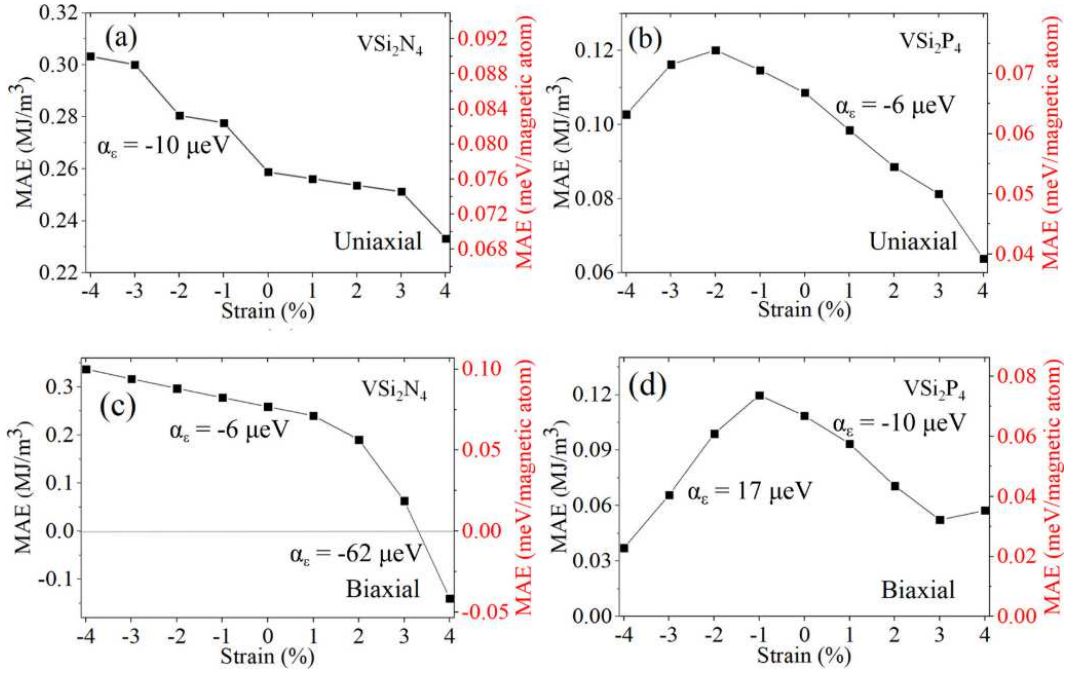 (a)
VSi₂N₄
MAE (MJ/m³)
0.32
0.30
0.28
0.26
0.24
0.22
αε = -10 μeV
Uniaxial
0.092
0.088
0.084
0.080
0.076
0.072
0.068
MAE (meV/magnetic atom)
-4 -3 -2 -1 0 1 2 3 4
Strain (%)
(b)
VSi₂P₄
MAE (MJ/m³)
0.12
0.10
0.08
0.06
αε = -6 μeV
Uniaxial
0.07
0.06
0.05
0.04
MAE (meV/magnetic atom)
-4 -3 -2 -1 0 1 2 3 4
Strain (%)
(c)
VSi₂N₄
MAE (MJ/m³)
0.3
0.2
0.1
0.0
-0.1
αε = -6 μeV
αε = -62 μeV
Biaxial
0.10
0.05
0.00
-0.05
MAE (meV/magnetic atom)
-4 -3 -2 -1 0 1 2 3 4
Strain (%)
(d)
VSi₂P₄
MAE (MJ/m³)
0.12
0.09
0.06
0.03
0.00
αε = -10 μeV
αε = 17 μeV
Biaxial
0.08
0.06
0.04
0.02
0.00
MAE (meV/magnetic atom)
-4 -3 -2 -1 0 1 2 3 4
Strain (%)